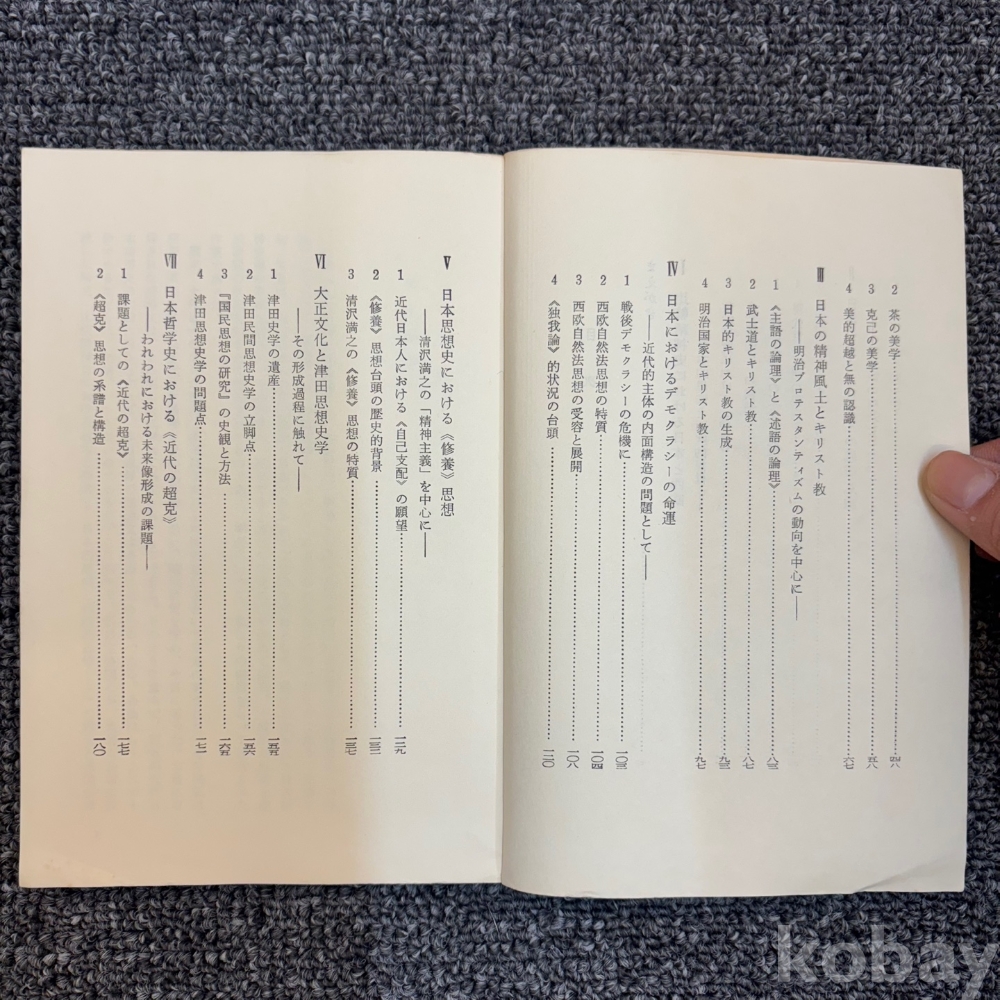 2 茶の美学……四八
3 克己の美学……五八
4 美的超越と無の認識……六七
Ⅲ 日本の精神風土とキリスト教
——明治プロテスタンティズムの動向を中心に——
1 《主語の論理》と《述語の論理》……八三
2 武士道とキリスト教……八七
3 日本的キリスト教の生成……九三
4 明治国家とキリスト教……九七
Ⅳ 日本におけるデモクラシーの命運
——近代的主体の内面構造の問題として——
1 戦後デモクラシーの危機に……一〇三
2 西欧自然法思想の特質……一〇四
3 西欧自然法思想の受容と展開……一〇八
4 《独我論》的状況の台頭……一二〇
Ⅴ 日本思想史における《修養》思想
——清沢満之の「精神主義」を中心に——
1 近代日本人における《自己支配》の願望……一二九
2 《修養》思想台頭の歴史的背景……一三二
3 清沢満之の《修養》思想の特質……一三七
Ⅵ 大正文化と津田思想史学
——その形成過程に触れて——
1 津田史学の遺産……一五五
2 津田民間思想史学の立脚点……一五六
3 『国民思想の研究』の史観と方法……一六五
4 津田思想史学の問題点……一七一
Ⅶ 日本哲学史における《近代の超克》
——われわれにおける未来像形成の課題——
1 課題としての《近代の超克》……一七七
2 《超克》思想の系譜と構造……一八〇
kobay